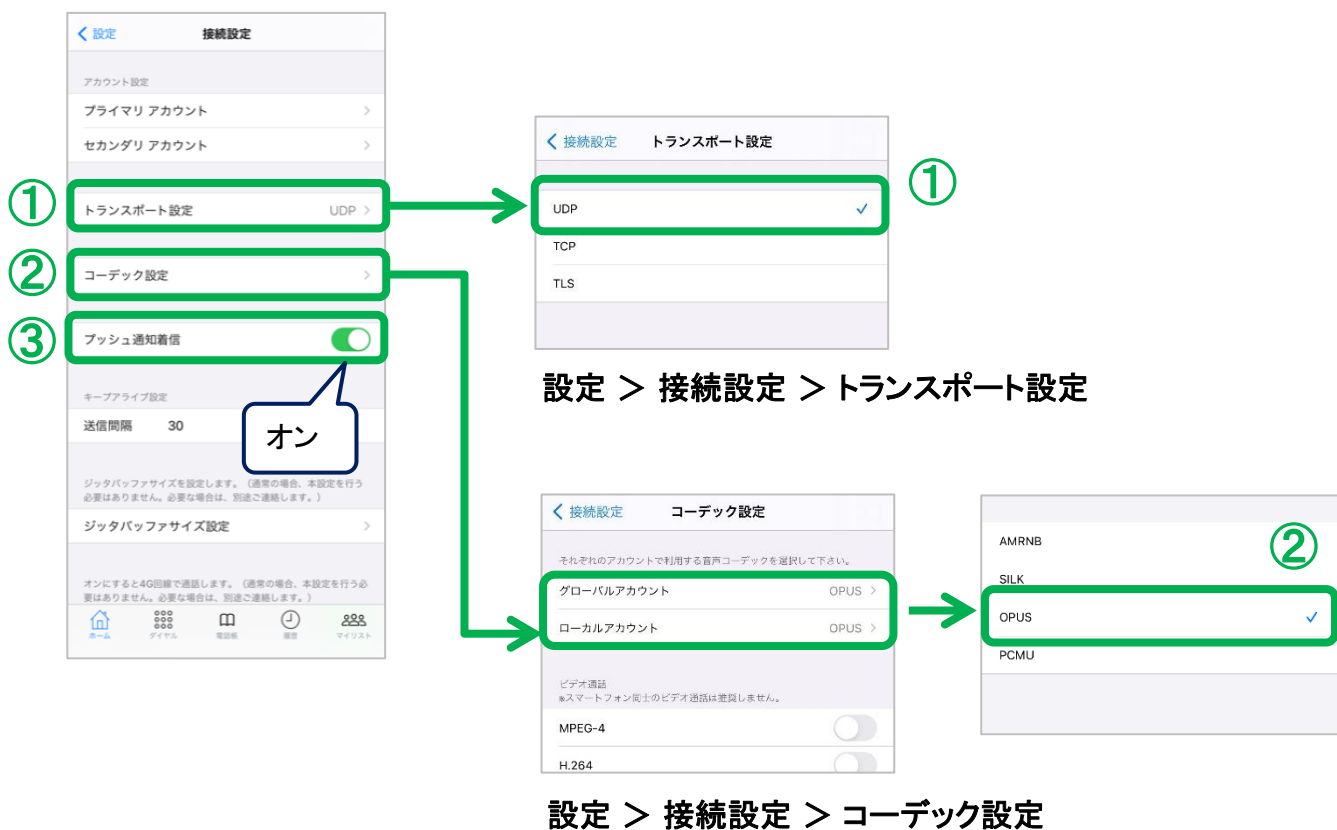 設定
接続設定
アカウント設定
プライマリ アカウント
セカンダリ アカウント
①
トランスポート設定 UDP
②
コーデック設定
③
プッシュ通知着信
オン
キープアライブ設定
送信間隔 30
ジッタバッファサイズを設定します。（通常の場合、本設定を行う
必要はありません。必要な場合は、別途ご連絡します。）
ジッタバッファサイズ設定
オンにすると4G回線で通話します。（通常の場合、本設定を行う必
要はありません。必要な場合は、別途ご連絡します。）
ホーム ダイヤル 電話帳 履歴 マイリスト
接続設定 トランスポート設定
①
UDP
TCP
TLS
設定 ＞ 接続設定 ＞ トランスポート設定
接続設定 コーデック設定
それぞれのアカウントで利用する音声コーデックを選択して下さい。
グローバルアカウント OPUS
ローカルアカウント OPUS
ビデオ通話
※スマートフォン同士のビデオ通話は推奨しません。
MPEG-4
H.264
②
AMRNB
SILK
OPUS
PCMU
設定 ＞ 接続設定 ＞ コーデック設定